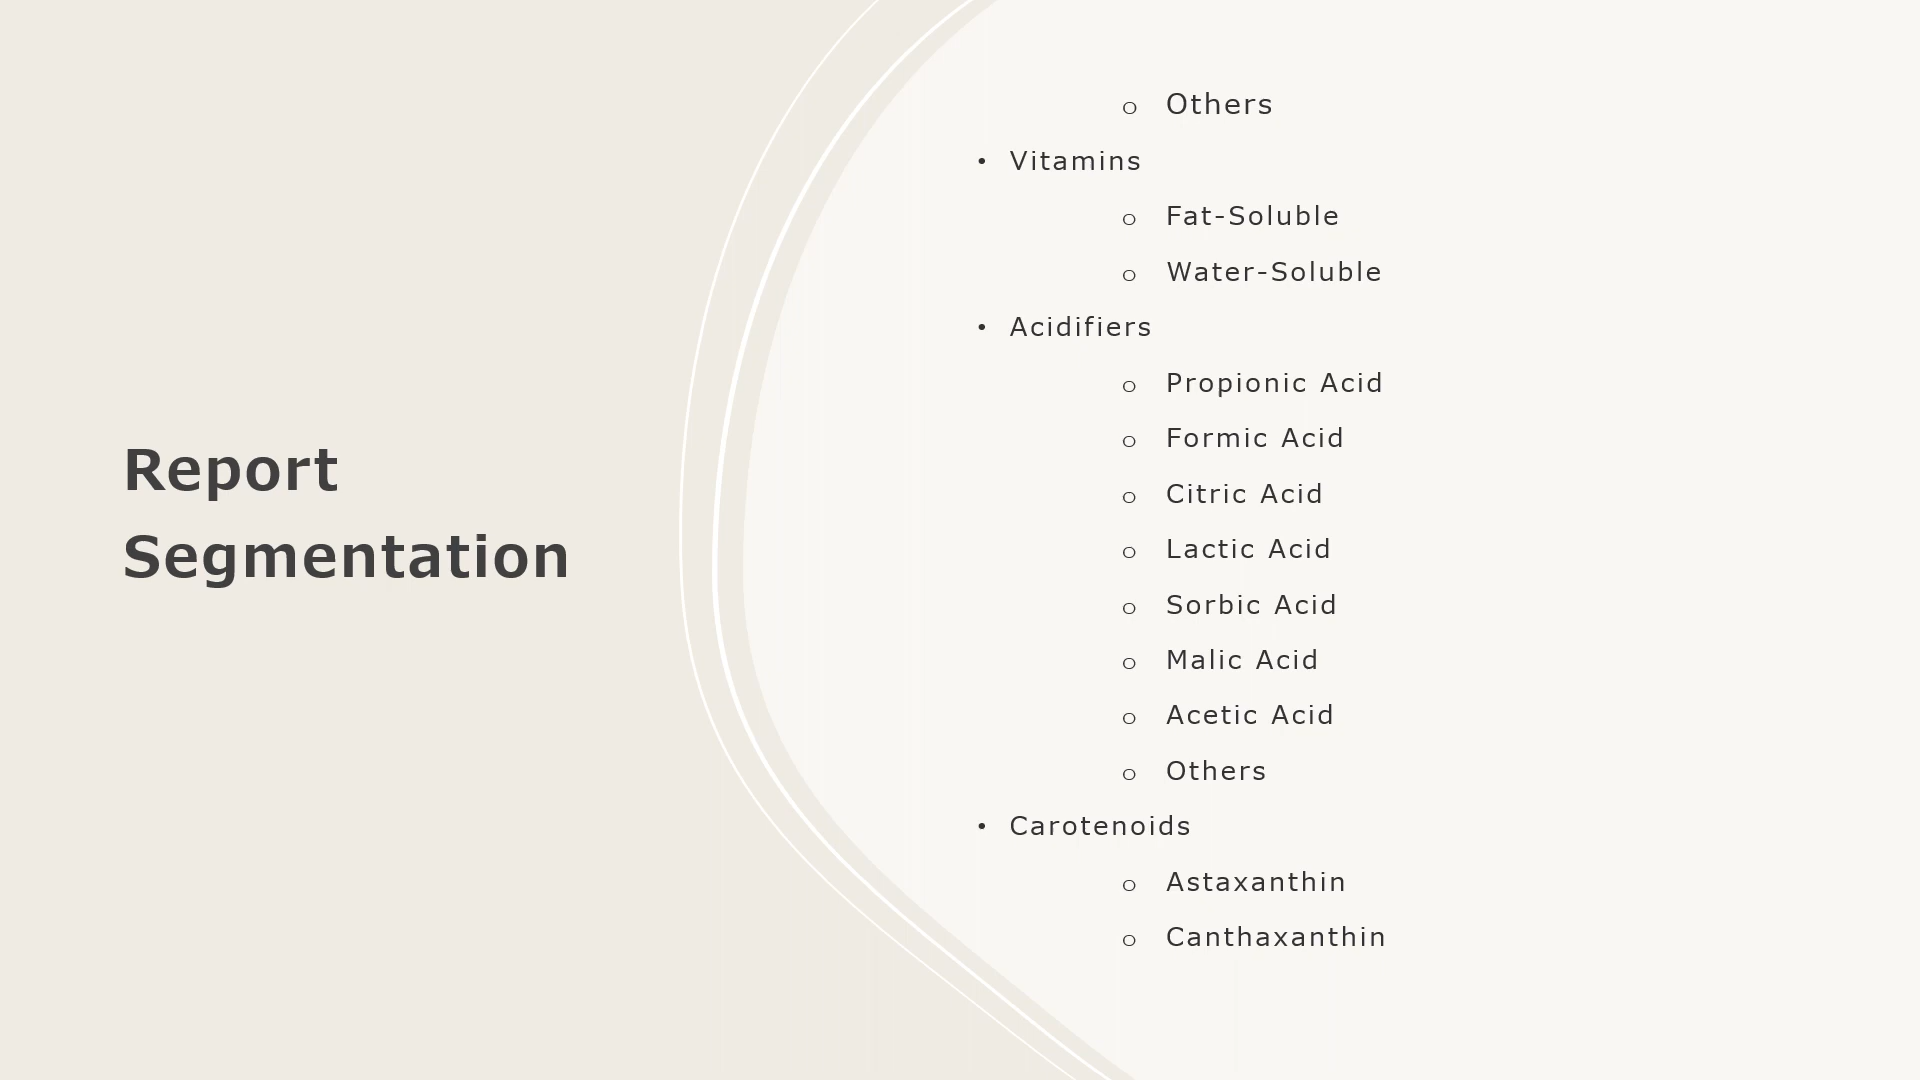 Report
Segmentation
o Others
• Vitamins
o Fat-Soluble
o Water-Soluble
• Acidifiers
o Propionic Acid
o Formic Acid
o Citric Acid
o Lactic Acid
o Sorbic Acid
o Malic Acid
o Acetic Acid
o Others
• Carotenoids
o Astaxanthin
o Canthaxanthin